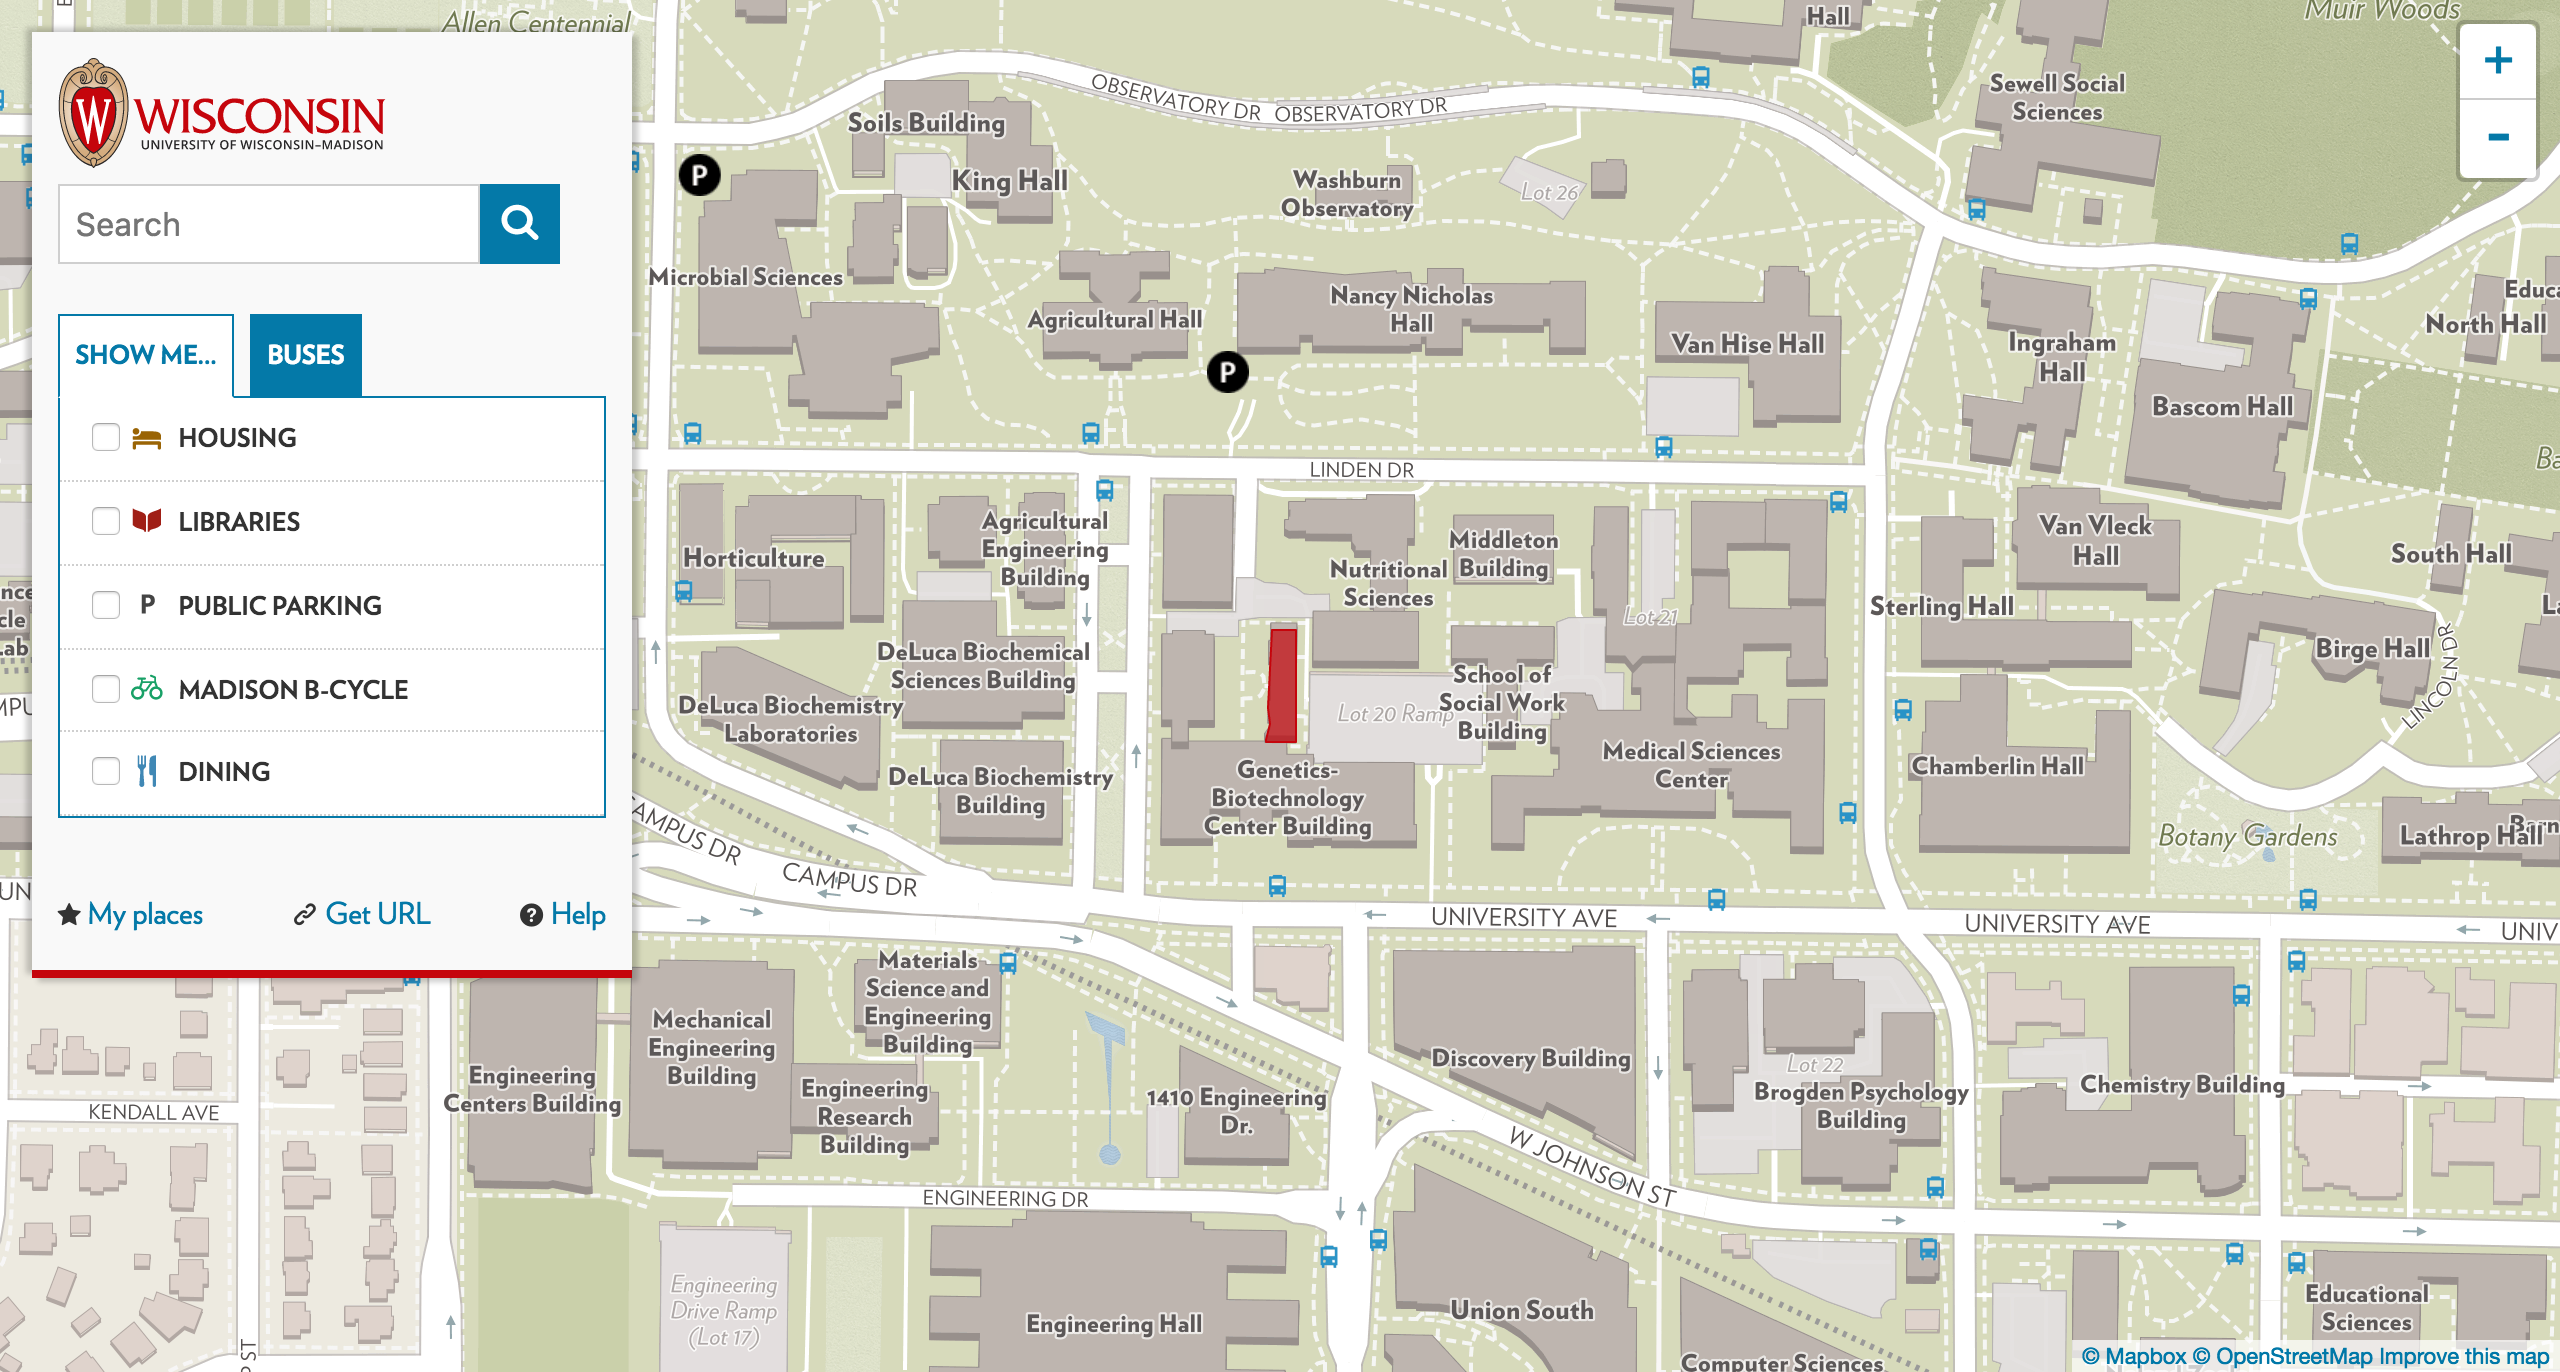 WISCONSIN
UNIVERSITY OF WISCONSIN–MADISON
Search
SHOW ME...
BUSES
HOUSING
LIBRARIES
P PUBLIC PARKING
MADISON B-CYCLE
DINING
My places
Get URL
Help
Allen Centennial
Muir Woods
Hall
+
−
Sewell Social
Sciences
OBSERVATORY DR
OBSERVATORY DR
Soils Building
King Hall
P
Washburn
Observatory
Lot 26
Microbial Sciences
Agricultural Hall
Nancy Nicholas
Hall
Van Hise Hall
P
Ingraham
Hall
Bascom Hall
North Hall
LINDEN DR
Horticulture
Agricultural
Engineering
Building
Nutritional
Sciences
Middleton
Building
Lot 21
Van Vleck
Hall
South Hall
Sterling Hall
Birge Hall
LINCOLN DR
DeLuca Biochemical
Sciences Building
DeLuca Biochemistry
Laboratories
Lot 20 Ramp
School of
Social Work
Building
Medical Sciences
Center
Chamberlin Hall
DeLuca Biochemistry
Building
Genetics-
Biotechnology
Center Building
Botany Gardens
Lathrop Hall
CAMPUS DR
CAMPUS DR
UNIVERSITY AVE
UNIVERSITY AVE
UNIV
Materials
Science and
Engineering
Building
Mechanical
Engineering
Building
Engineering
Centers Building
Engineering
Research
Building
1410 Engineering
Dr.
Discovery Building
Lot 22
Brogden Psychology
Building
Chemistry Building
KENDALL AVE
W JOHNSON ST
ENGINEERING DR
Engineering
Drive Ramp
(Lot 17)
Engineering Hall
Union South
Computer Sciences
Educational
Sciences
© Mapbox © OpenStreetMap Improve this map